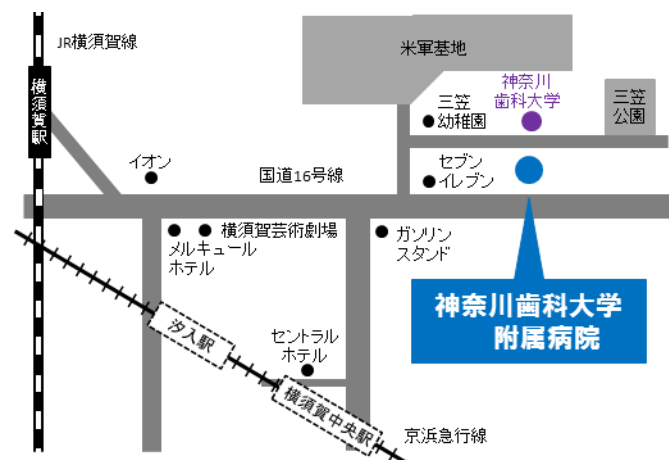 JR横須賀線
米軍基地
横須賀駅
神奈川
歯科大学
三笠
幼稚園
三笠
公園
イオン
国道16号線
セブン
イレブン
横須賀芸術劇場
メルキュール
ホテル
ガソリン
スタンド
神奈川歯科大学
附属病院
汐入駅
セントラル
ホテル
横須賀中央駅
京浜急行線